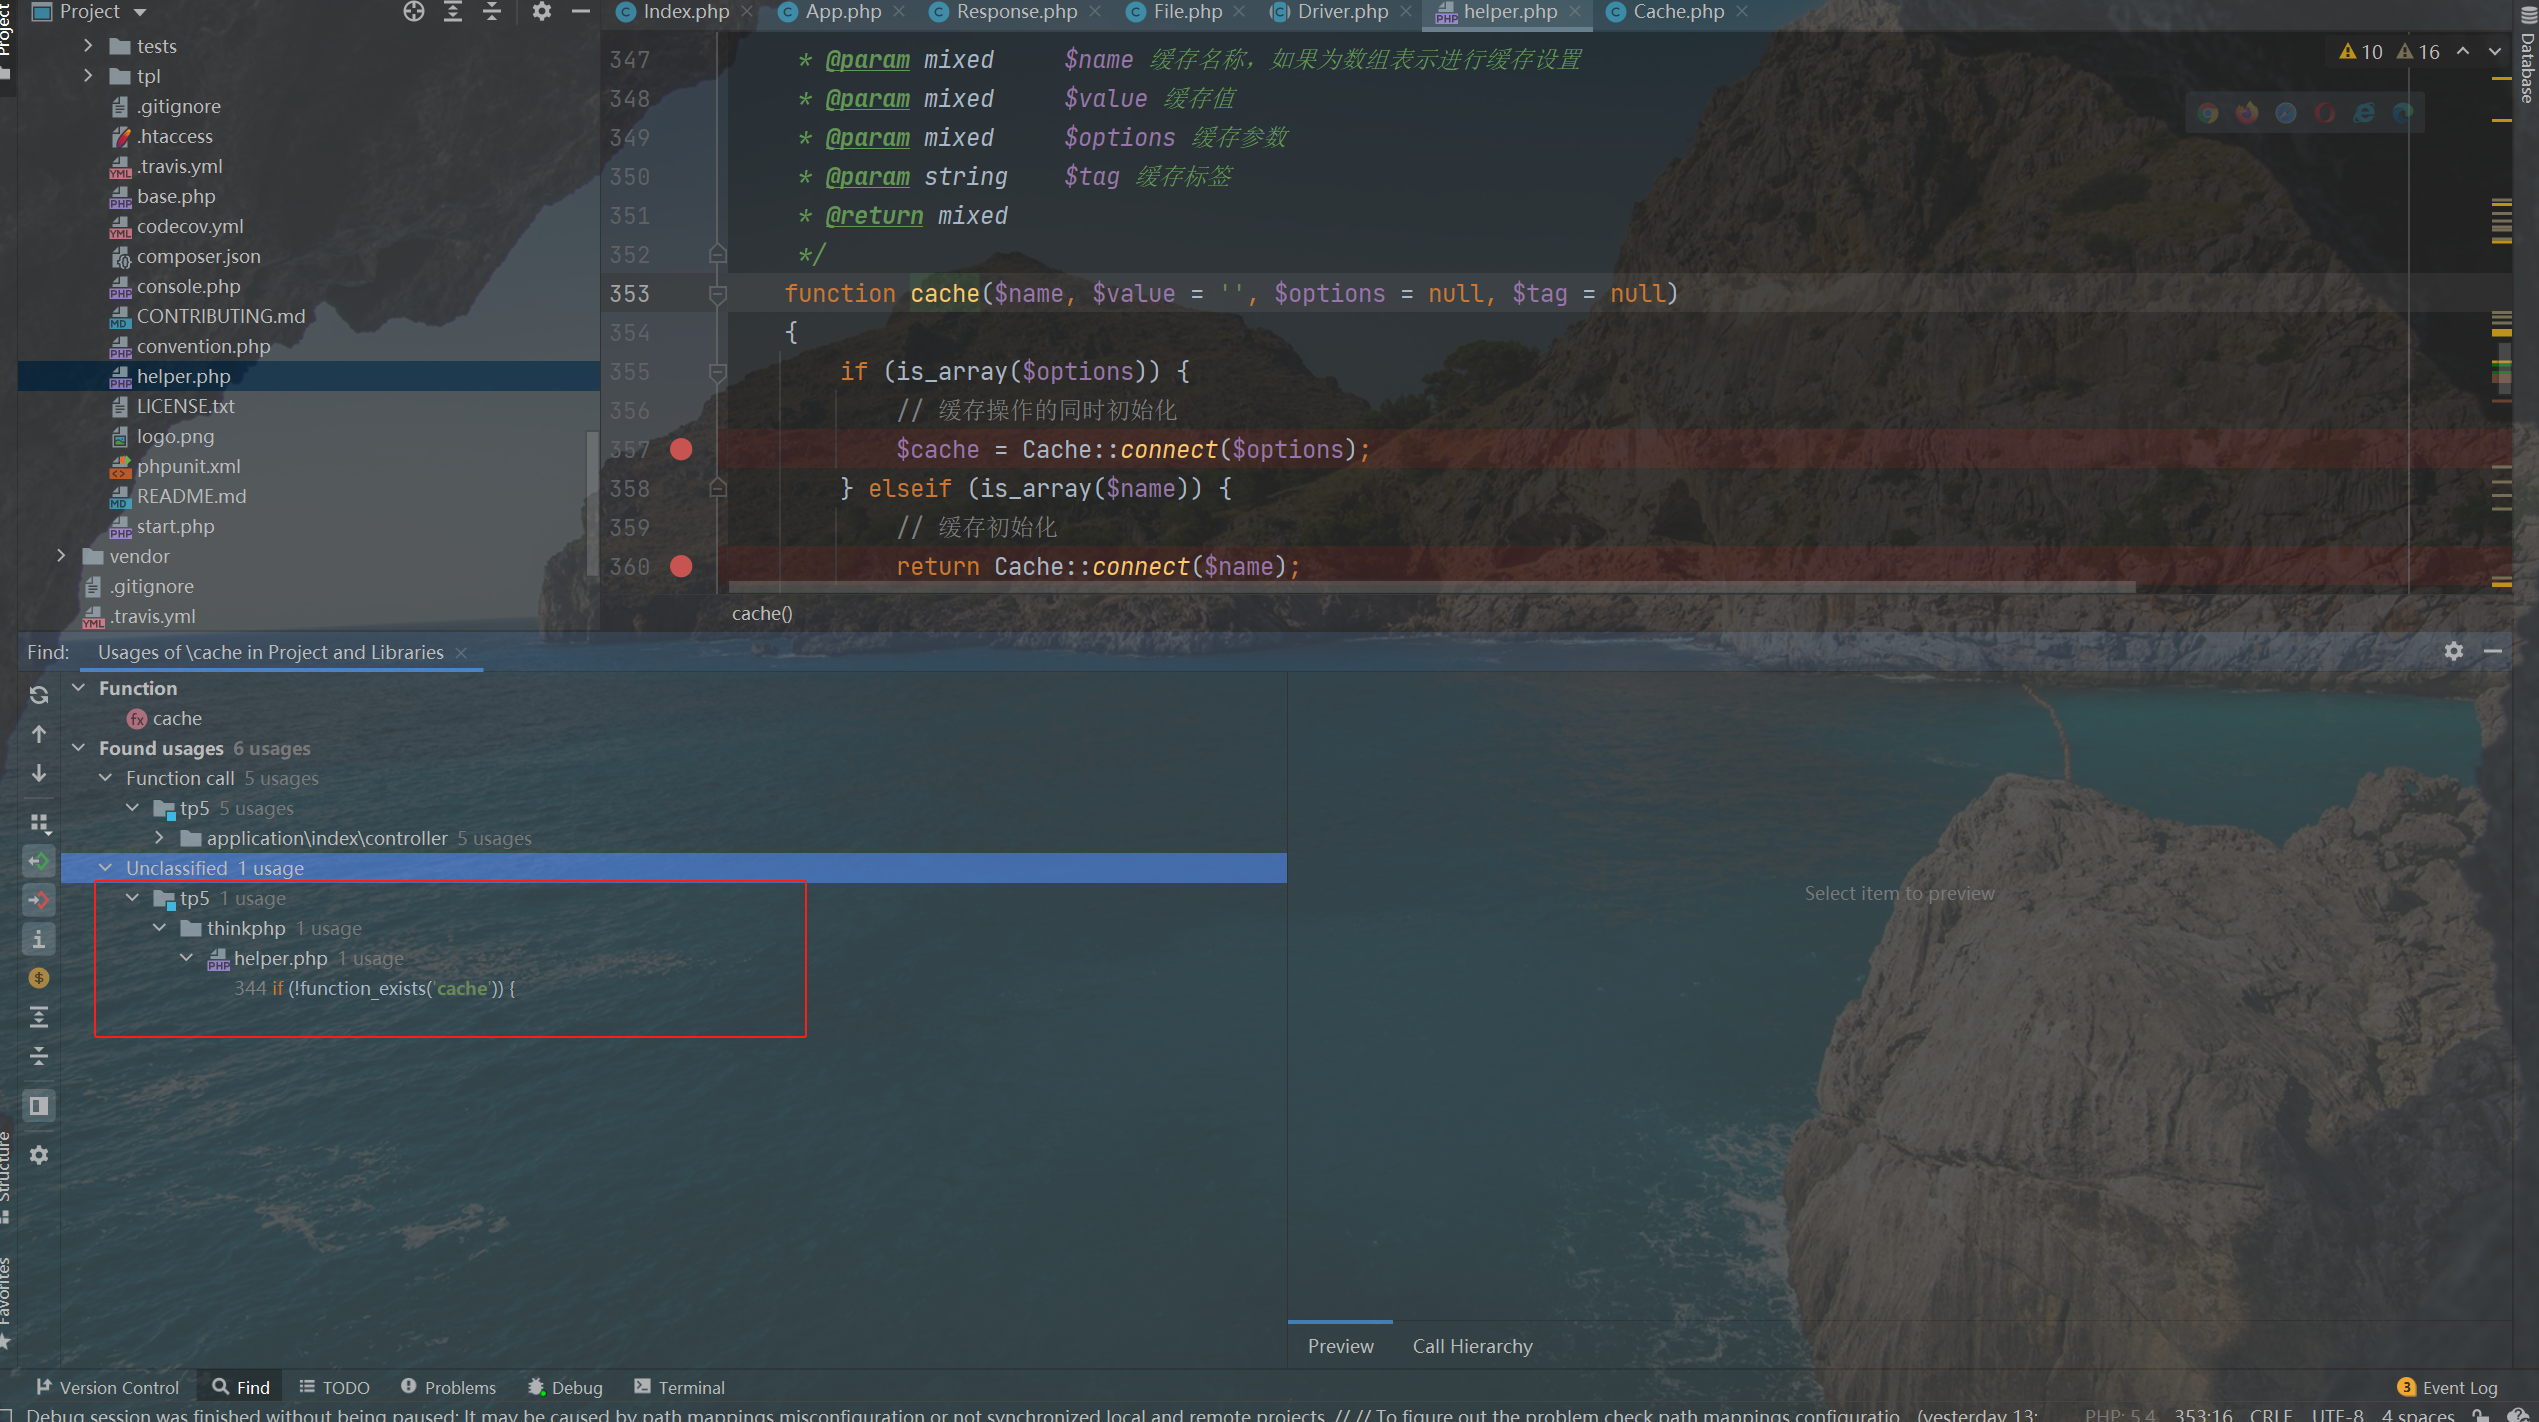 Project
Index.php
App.php
Response.php
File.php
Driver.php
helper.php
Cache.php
Project
Database
tests
tpl
.gitignore
.htaccess
.travis.yml
base.php
codecov.yml
composer.json
console.php
CONTRIBUTING.md
convention.php
helper.php
LICENSE.txt
logo.png
phpunit.xml
README.md
start.php
vendor
.gitignore
.travis.yml
10 16
347 * @param mixed $name 缓存名称，如果为数组表示进行缓存设置
348 * @param mixed $value 缓存值
349 * @param mixed $options 缓存参数
350 * @param string $tag 缓存标签
351 * @return mixed
352 */
353 function cache($name, $value = '', $options = null, $tag = null)
354 {
355 if (is_array($options)) {
356 // 缓存操作的同时初始化
357 $cache = Cache::connect($options);
358 } elseif (is_array($name)) {
359 // 缓存初始化
360 return Cache::connect($name);
cache()
Find: Usages of \cache in Project and Libraries
Function
cache
Found usages 6 usages
Function call 5 usages
tp5 5 usages
application\index\controller 5 usages
Unclassified 1 usage
tp5 1 usage
thinkphp 1 usage
helper.php 1 usage
344 if (!function_exists('cache')) {
Select item to preview
Structure
Favorites
Preview Call Hierarchy
Version Control Find TODO Problems Debug Terminal
3 Event Log
Debug session was finished without being paused: It may be caused by path mappings misconfiguration or not synchronized local and remote projects. // // To figure out the problem check path mappings configuratio... (yesterday 13:
PHP: 5.4 353:16 CRLF UTF-8 4 spaces